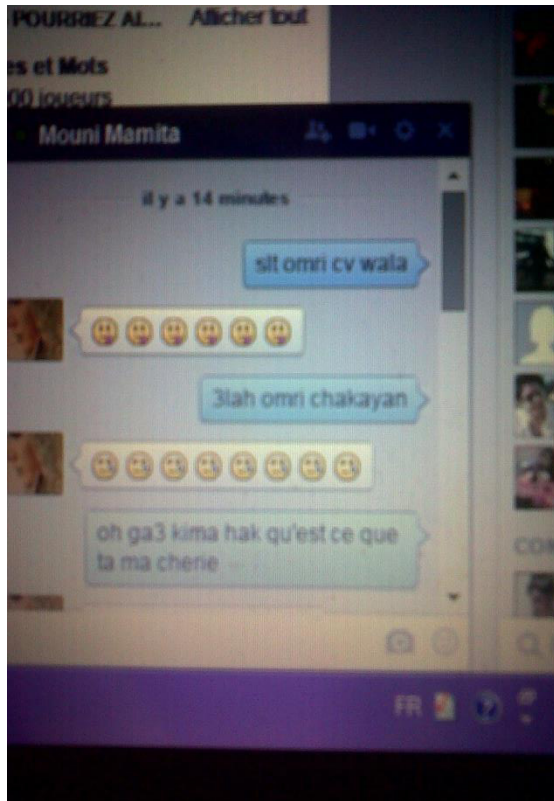 POURRIEZ AL... Afficher tout
es et Mots
00 joueurs
Mouni Mamita
il y a 14 minutes
slt omri cv wala
3lah omri chakayan
oh ga3 kima hak qu'est ce que
ta ma cherie
FR